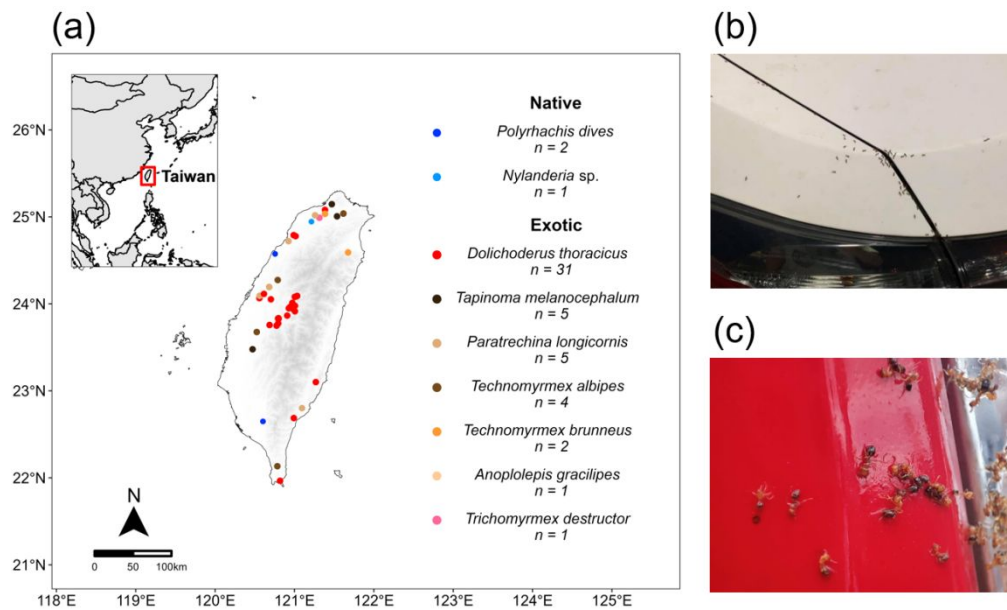 (a)
(b)
26°N
25°N
24°N
23°N
22°N
21°N
Taiwan
Native
Polyrhachis dives
n = 2
Nylanderia sp.
n = 1
Exotic
Dolichoderus thoracicus
n = 31
Tapinoma melanocephalum
n = 5
Paratrechina longicornis
n = 5
Technomyrmex albipes
n = 4
Technomyrmex brunneus
n = 2
Anoplolepis gracilipes
n = 1
Trichomyrmex destructor
n = 1
N
0 50 100km
118°E 119°E 120°E 121°E 122°E 123°E 124°E 125°E
(c)